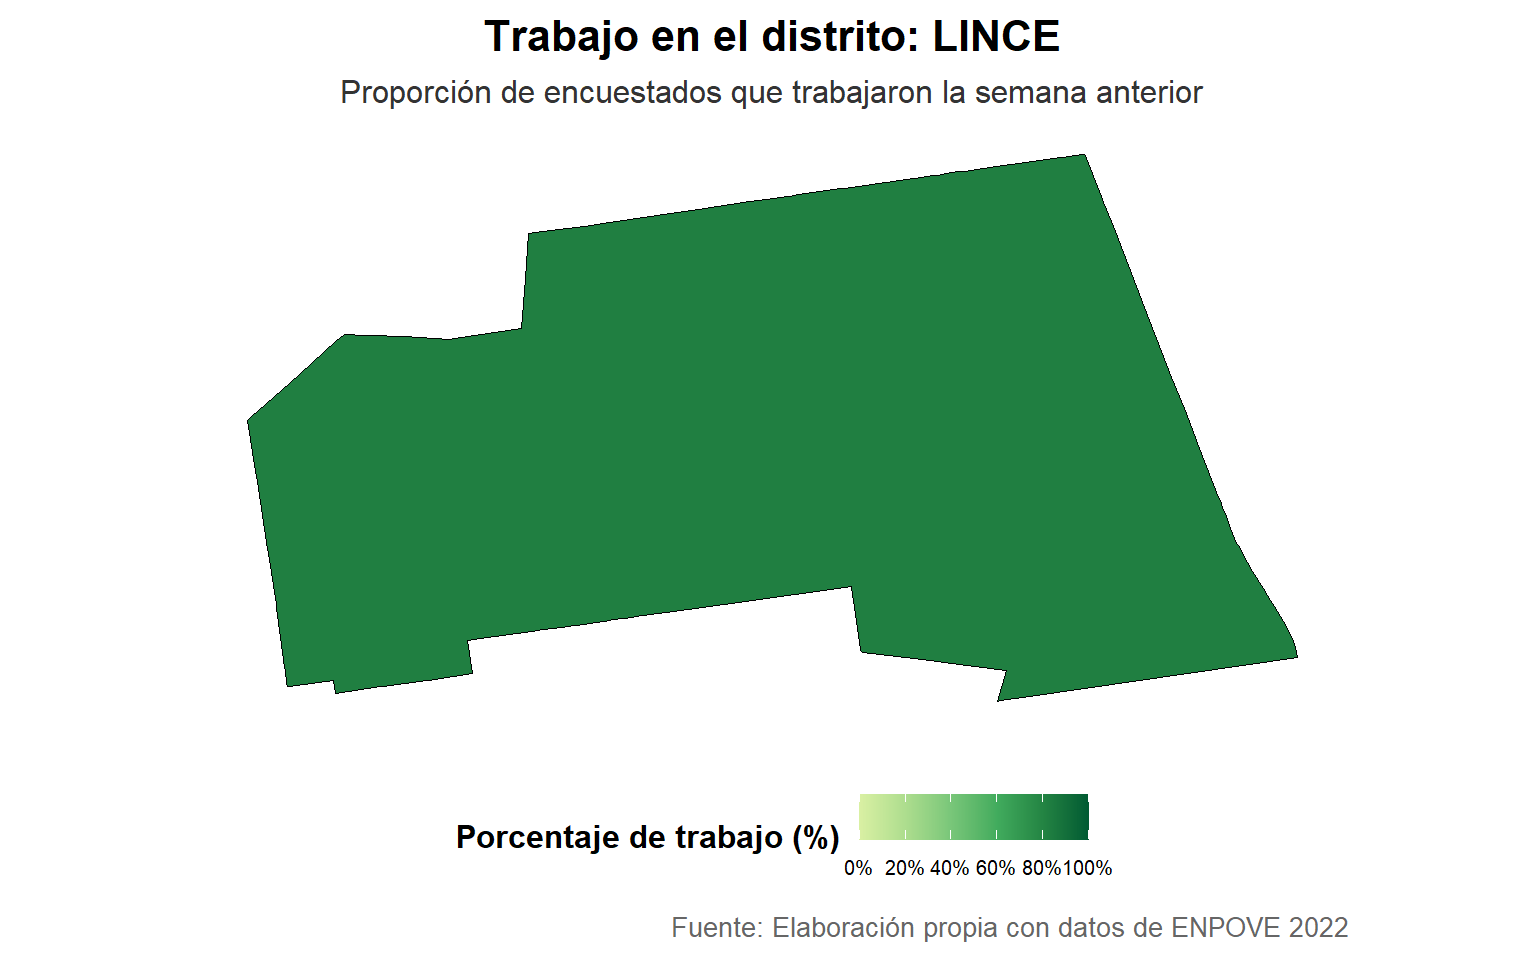 Trabajo en el distrito: LINCE
Proporción de encuestados que trabajaron la semana anterior
Porcentaje de trabajo (%)
0% 20% 40% 60% 80% 100%
Fuente: Elaboración propia con datos de ENPOVE 2022